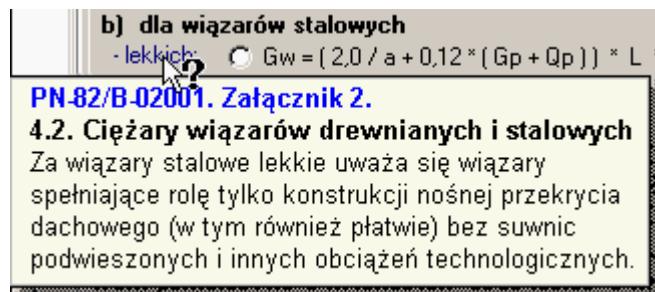 b) dla wiązarów stalowych
- lekkich: Gw = ( 2,0 / a + 0,12 * ( Gp + Qp ) ) * L *
PN-82/B-02001. Załącznik 2.
4.2. Ciężary wiązarów drewnianych i stalowych
Za wiązary stalowe lekkie uważa się wiązary
spełniające rolę tylko konstrukcji nośnej przekrycia
dachowego (w tym również płatwie) bez suwnic
podwieszonych i innych obciążeń technologicznych.